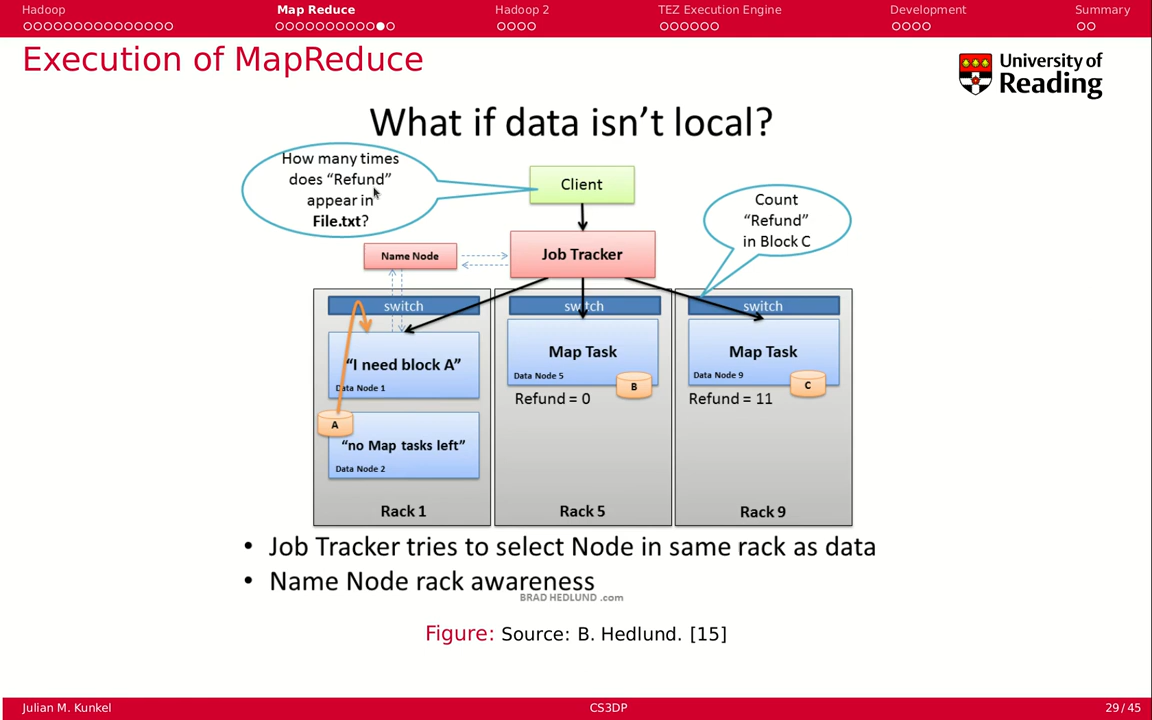 Hadoop
Map Reduce
Hadoop 2
TEZ Execution Engine
Development
Summary
Execution of MapReduce
University of
Reading
What if data isn’t local?
How many times
does “Refund”
appear in
File.txt?
Client
Count
“Refund”
in Block C
Name Node
Job Tracker
switch
switch
switch
“I need block A”
Data Node 1
Map Task
Data Node 5
B
Refund = 0
Map Task
Data Node 9
C
Refund = 11
A
“no Map tasks left”
Data Node 2
Rack 1
Rack 5
Rack 9
• Job Tracker tries to select Node in same rack as data
• Name Node rack awareness
BRAD HEDLUND .com
Figure: Source: B. Hedlund. [15]
Julian M. Kunkel
CS3DP
29 / 45